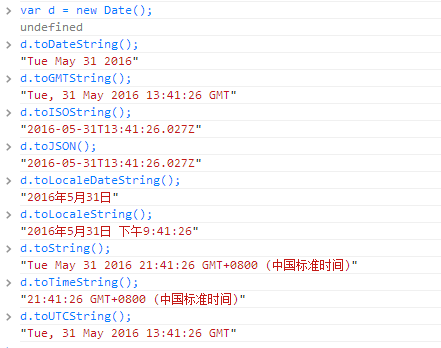 > var d = new Date();
undefined
> d.toDateString();
"Tue May 31 2016"
> d.toGMTString();
"Tue, 31 May 2016 13:41:26 GMT"
> d.toISOString();
"2016-05-31T13:41:26.027Z"
> d.toJSON();
"2016-05-31T13:41:26.027Z"
> d.toLocaleDateString();
"2016年5月31日"
> d.toLocaleString();
"2016年5月31日 下午9:41:26"
> d.toString();
"Tue May 31 2016 21:41:26 GMT+0800 (中国标准时间)"
> d.toTimeString();
"21:41:26 GMT+0800 (中国标准时间)"
> d.toUTCString();
"Tue, 31 May 2016 13:41:26 GMT"